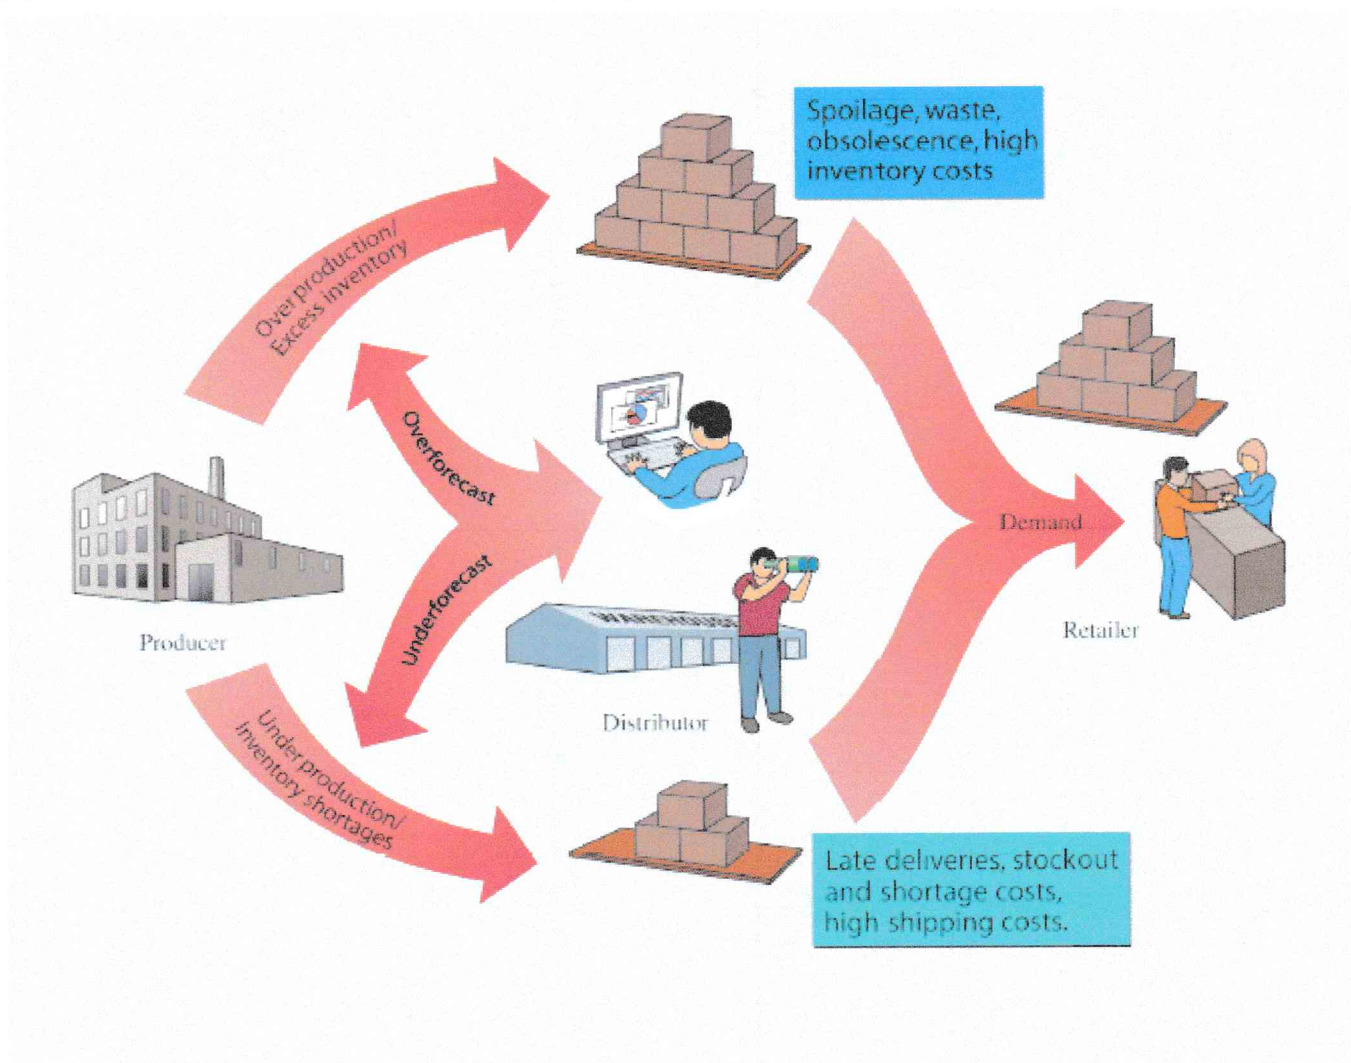 Spoilage, waste,
obsolescence, high
inventory costs
Over production/
Excess inventory
Overforecast
Underforecast
Demand
Producer
Retailer
Distributor
Under production/
Inventory shortages
Late deliveries, stockout
and shortage costs,
high shipping costs.